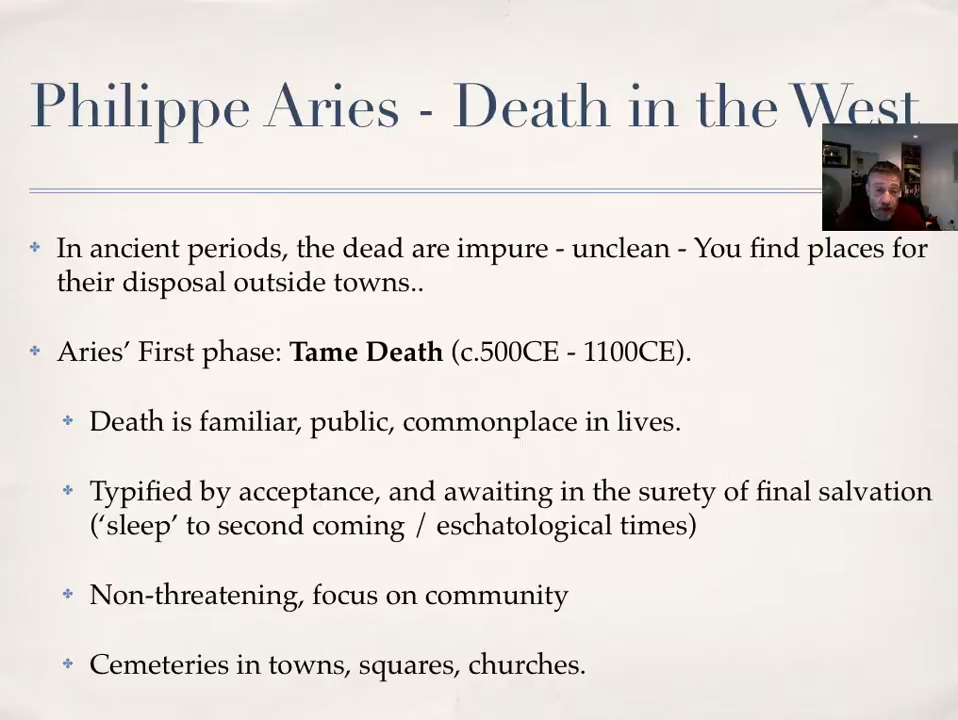 Philippe Aries - Death in the West
In ancient periods, the dead are impure - unclean - You find places for
their disposal outside towns..
Aries’ First phase: Tame Death (c.500CE - 1100CE).
Death is familiar, public, commonplace in lives.
Typified by acceptance, and awaiting in the surety of final salvation
(‘sleep’ to second coming / eschatological times)
Non-threatening, focus on community
Cemeteries in towns, squares, churches.